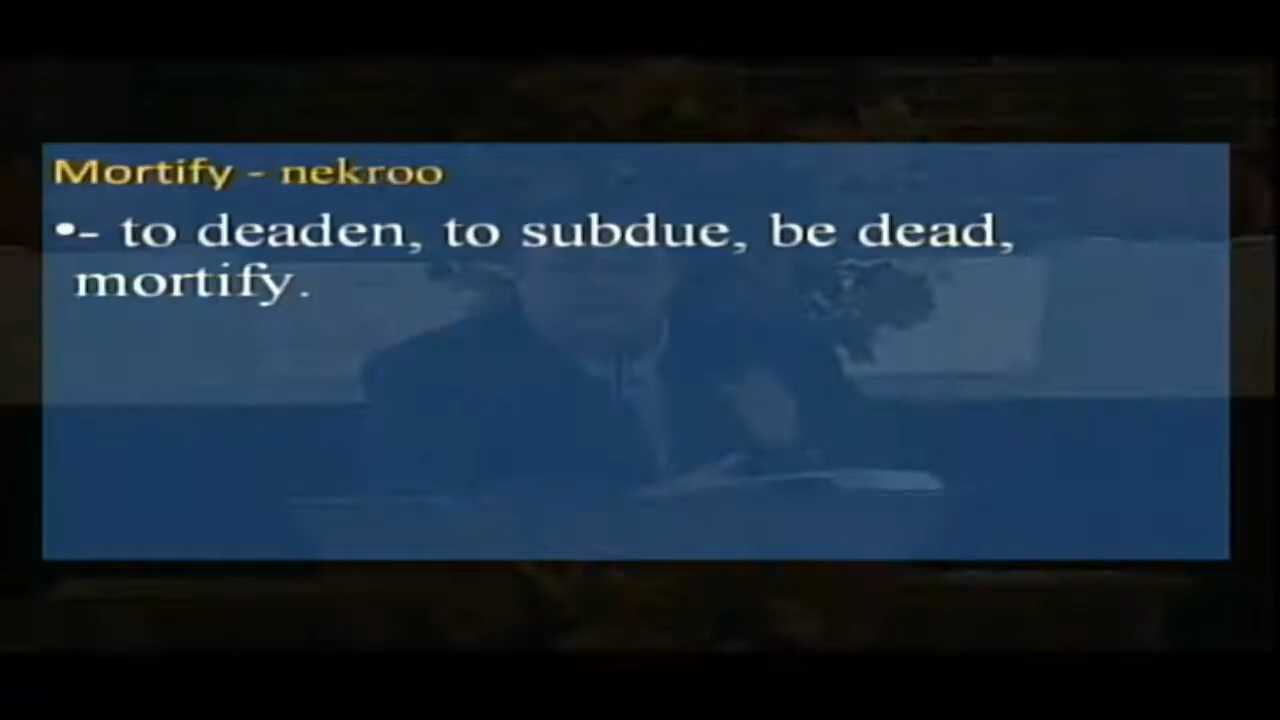 Mortify - nekroo
•- to deaden, to subdue, be dead,
mortify.